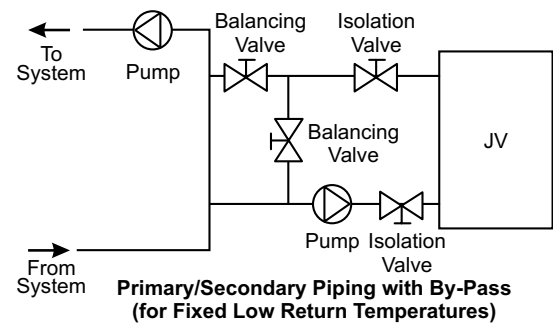 Balancing
Valve
Isolation
Valve
To
System
Pump
Balancing
Valve
JV
Pump
Isolation
Valve
From
System
Primary/Secondary Piping with By-Pass
(for Fixed Low Return Temperatures)